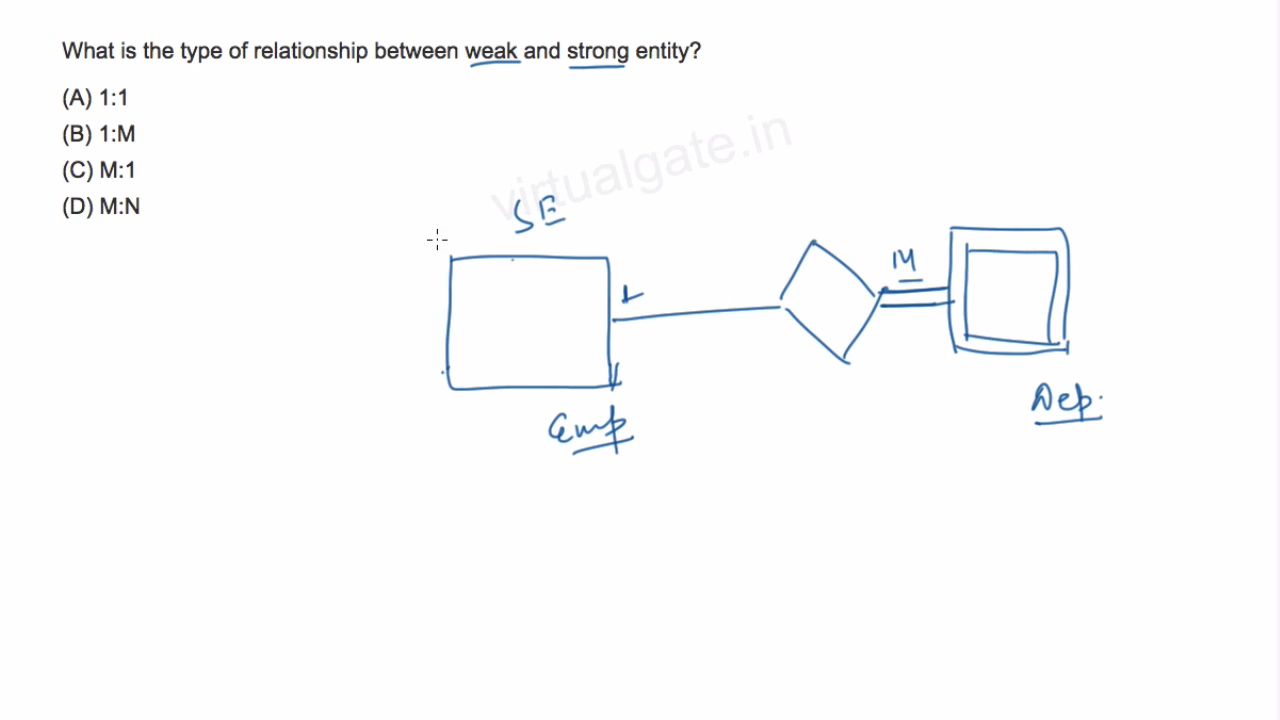 What is the type of relationship between weak and strong entity?
(A) 1:1
(B) 1:M
(C) M:1
(D) M:N
virtualgate.in
SE
1
M
Emp
Dep.